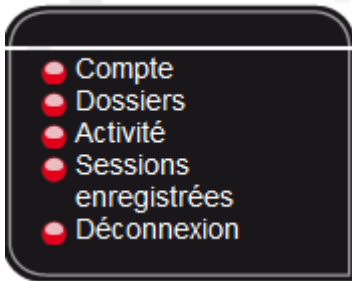 Compte
Dossiers
Activité
Sessions
enregistrées
Déconnexion